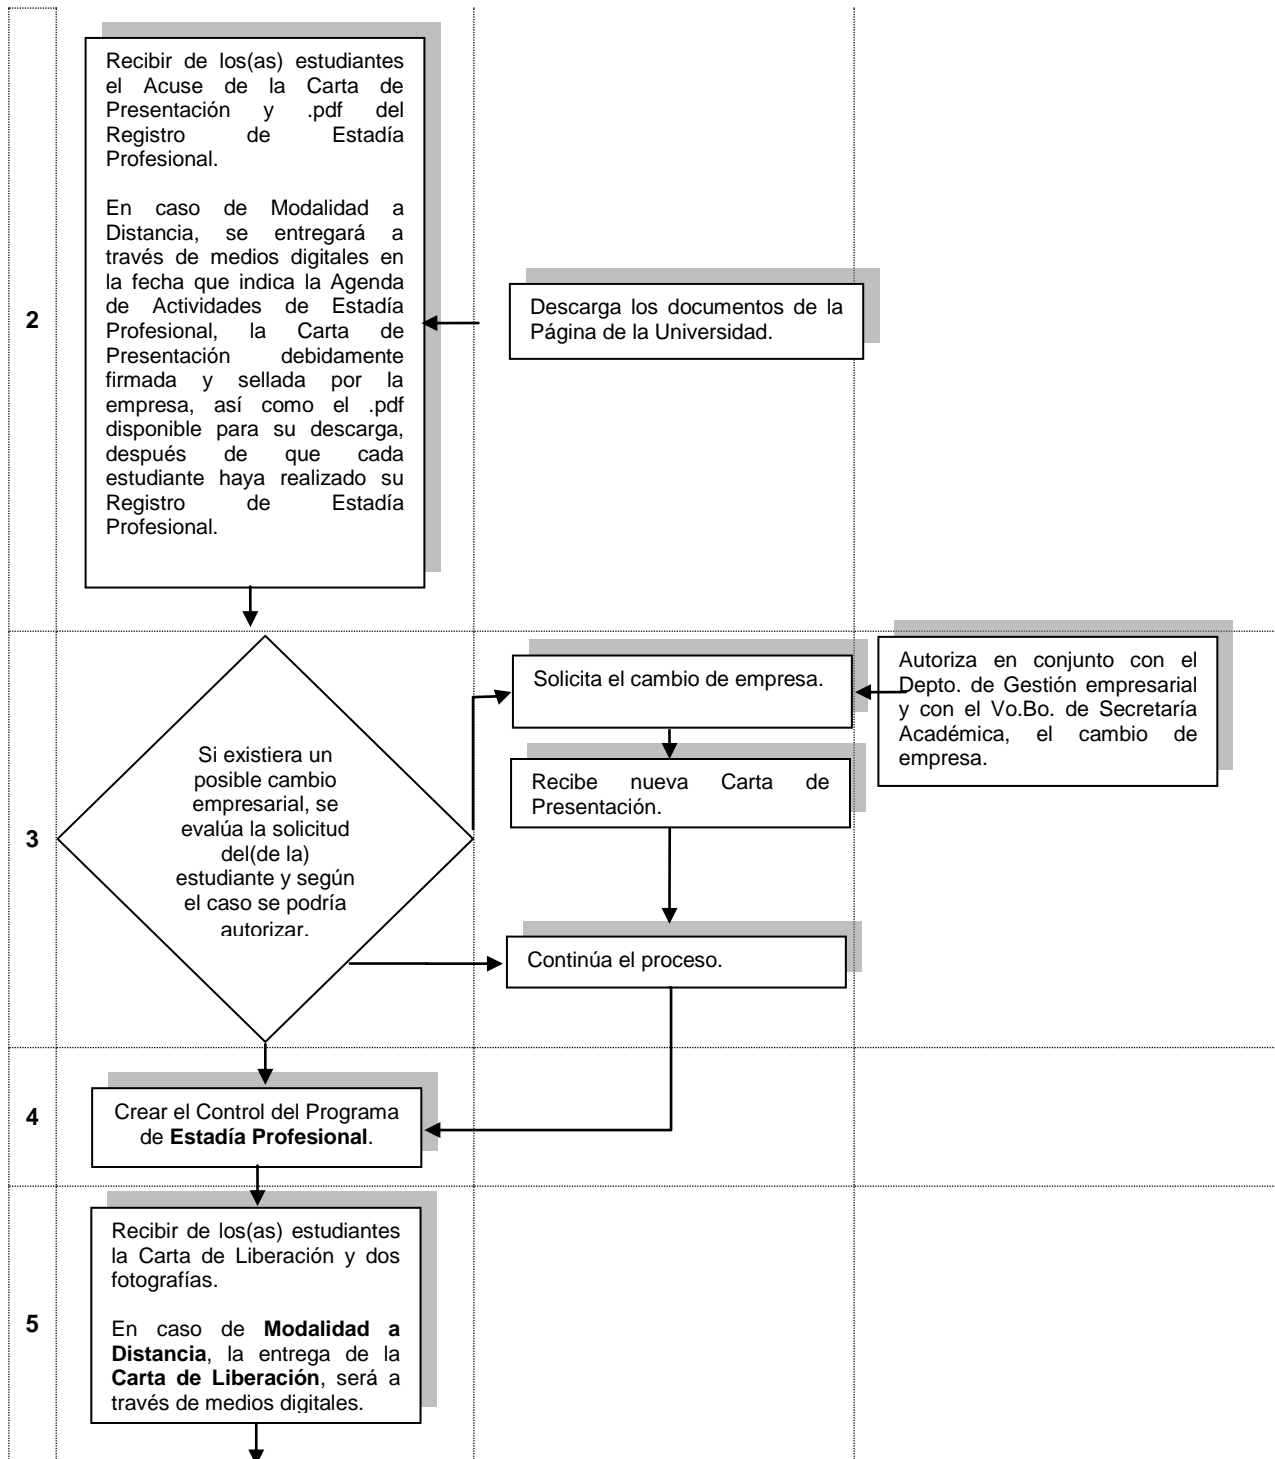 2
Recibir de los(as) estudiantes
el Acuse de la Carta de
Presentación y .pdf del
Registro de Estadía
Profesional.
En caso de Modalidad a
Distancia, se entregará a
través de medios digitales en
la fecha que indica la Agenda
de Actividades de Estadía
Profesional, la Carta de
Presentación debidamente
firmada y sellada por la
empresa, así como el .pdf
disponible para su descarga,
después de que cada
estudiante haya realizado su
Registro de Estadía
Profesional.
Descarga los documentos de la
Página de la Universidad.
3
Si existiera un
posible cambio
empresarial, se
evalúa la solicitud
del(de la)
estudiante y según
el caso se podría
autorizar.
Solicita el cambio de empresa.
Recibe nueva Carta de
Presentación.
Continúa el proceso.
Autoriza en conjunto con el
Depto. de Gestión empresarial
y con el Vo.Bo. de Secretaría
Académica, el cambio de
empresa.
4
Crear el Control del Programa
de Estadía Profesional.
5
Recibir de los(as) estudiantes
la Carta de Liberación y dos
fotografías.
En caso de Modalidad a
Distancia, la entrega de la
Carta de Liberación, será a
través de medios digitales.